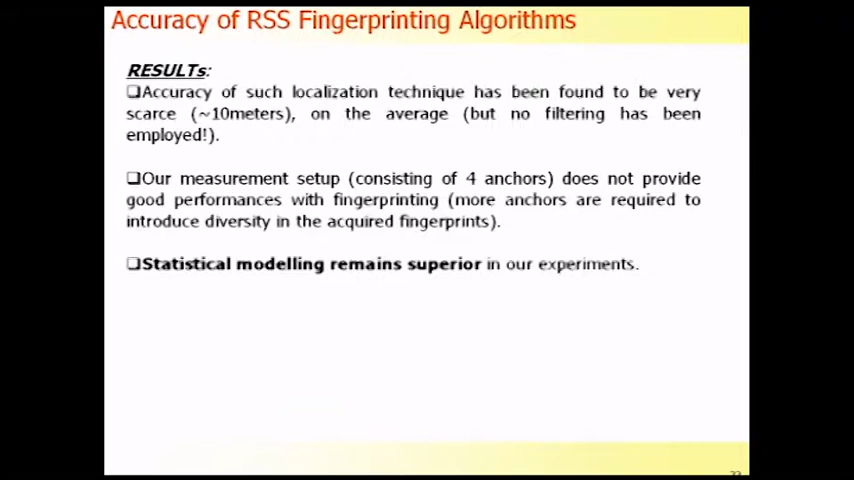 Accuracy of RSS Fingerprinting Algorithms
RESULTs:
❑Accuracy of such localization technique has been found to be very
scarce (~10meters), on the average (but no filtering has been
employed!).
❑Our measurement setup (consisting of 4 anchors) does not provide
good performances with fingerprinting (more anchors are required to
introduce diversity in the acquired fingerprints).
❑Statistical modelling remains superior in our experiments.